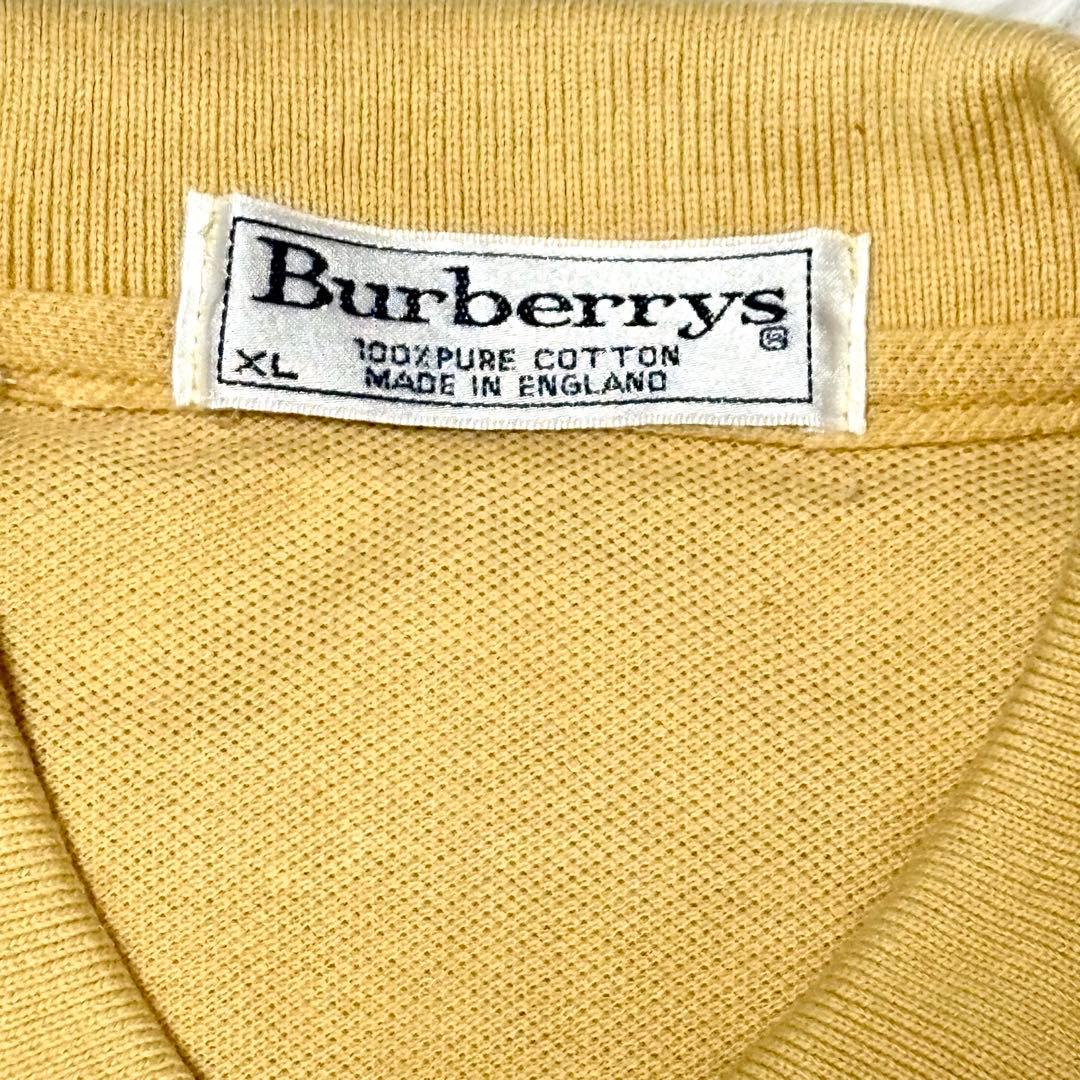 Burberrys®
XL 100% PURE COTTON
MADE IN ENGLAND